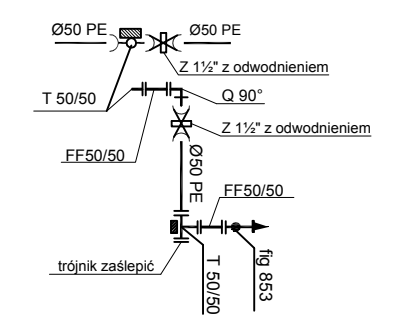 Ø50 PE
Ø50 PE
Z 1½" z odwodnieniem
T 50/50
Q 90°
Z 1½" z odwodnieniem
FF50/50
Ø50 PE
FF50/50
trójnik zaślepić
T 50/50
fig 853